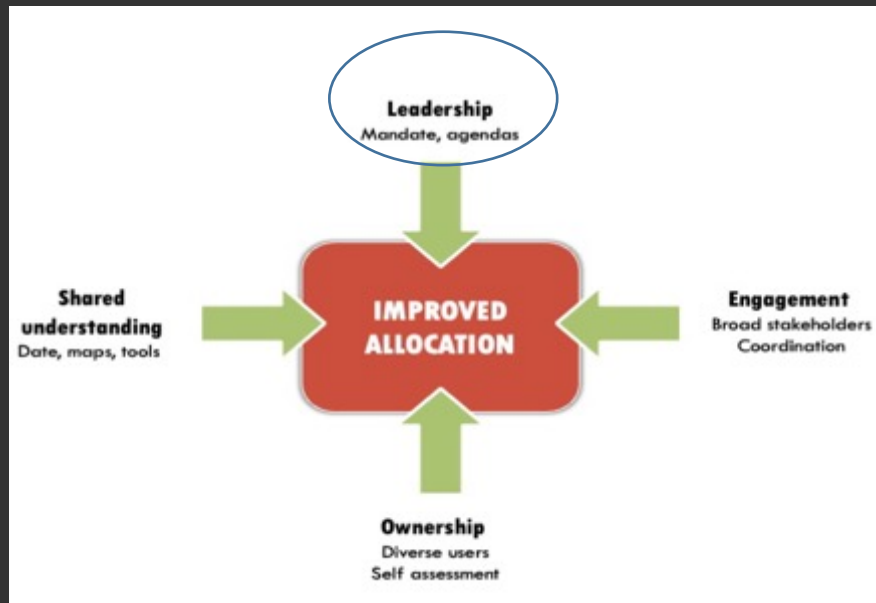 Leadership
Mandate, agendas
Shared
understanding
Date, maps, tools
IMPROVED
ALLOCATION
Engagement
Broad stakeholders
Coordination
Ownership
Diverse users
Self assessment